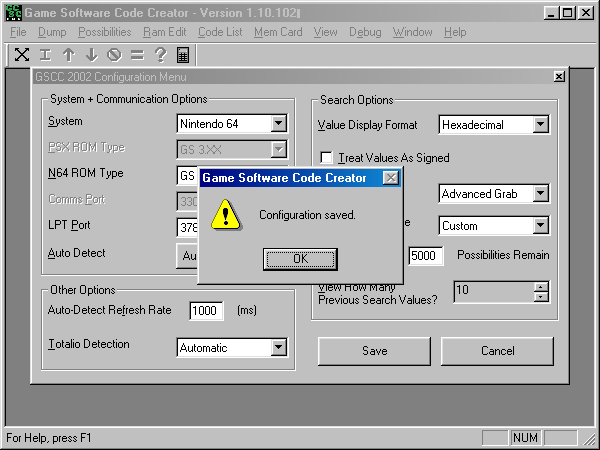 Game Software Code Creator - Version 1.10.102
File Dump Possibilities Ram Edit Code List Mem Card View Debug Window Help
GSCC 2002 Configuration Menu
System + Communication Options
System
Nintendo 64
PSX ROM Type
GS 3.XX
N64 ROM Type
GS
Comms Port
330
LPT Port
378
Auto Detect
Au
Search Options
Value Display Format
Hexadecimal
Treat Values As Signed
Advanced Grab
e
Custom
5000
Possibilities Remain
View How Many
Previous Search Values?
10
Game Software Code Creator
Configuration saved.
OK
Other Options
Auto-Detect Refresh Rate
1000
(ms)
Totalio Detection
Automatic
Save
Cancel
For Help, press F1
NUM